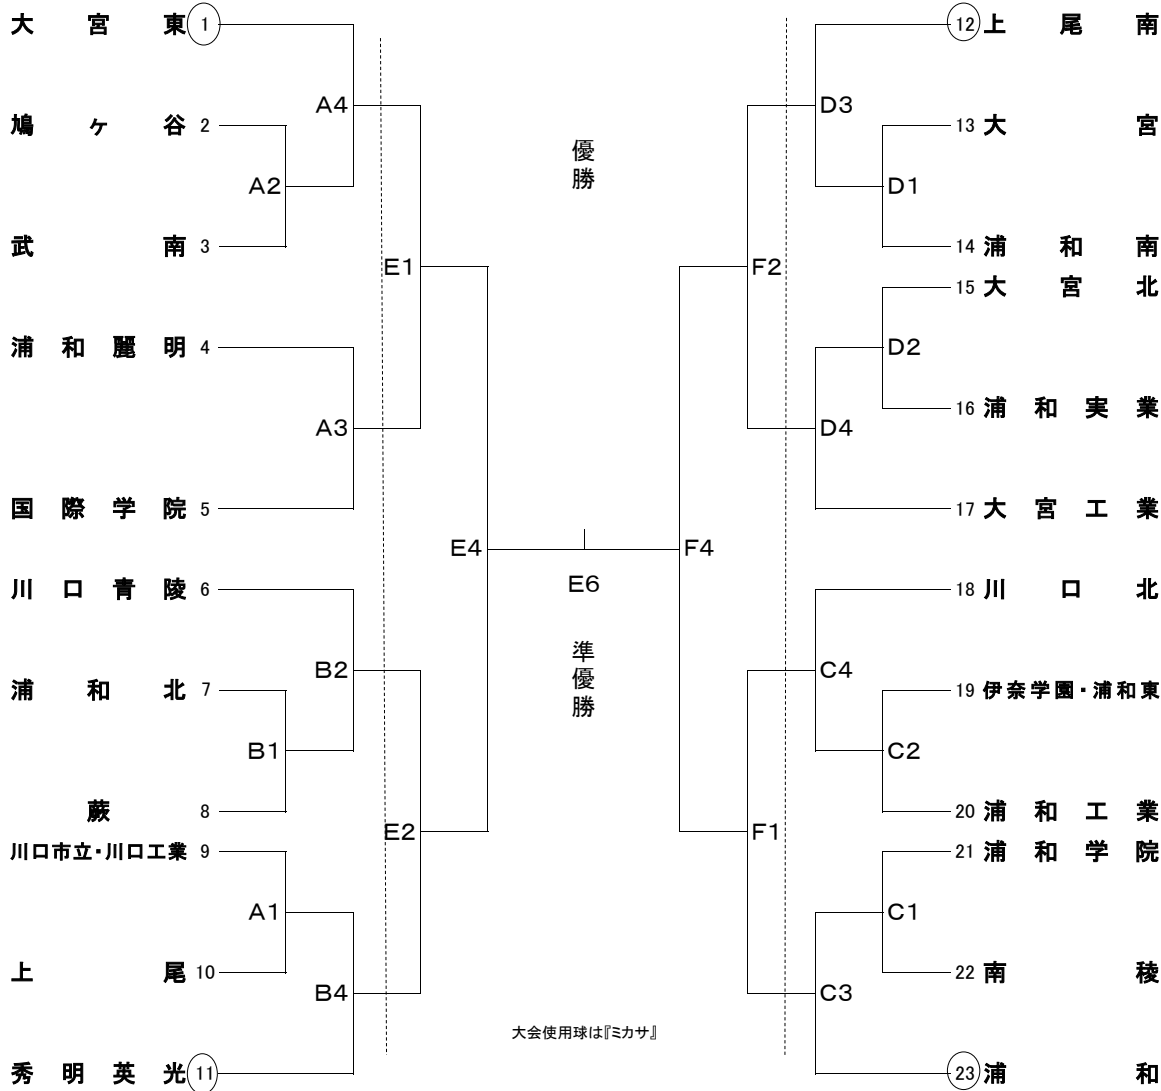 大宮東 1
鳩ヶ谷 2
A2
武南 3
A4
浦和麗明 4
A3
国際学院 5
E1
川口青陵 6
浦和北 7
B1
蕨 8
B2
川口市立・川口工業 9
A1
上尾 10
B4
秀明英光 11
E2
E4
優勝
E6
準優勝
大会使用球は『ミカサ』
F4
F2
F1
12 上尾南
D3
13 大宮
D1
14 浦和南
15 大宮北
D2
16 浦和実業
D4
17 大宮工業
18 川口北
C4
19 伊奈学園・浦和東
C2
20 浦和工業
21 浦和学院
C1
22 南稜
C3
23 浦和